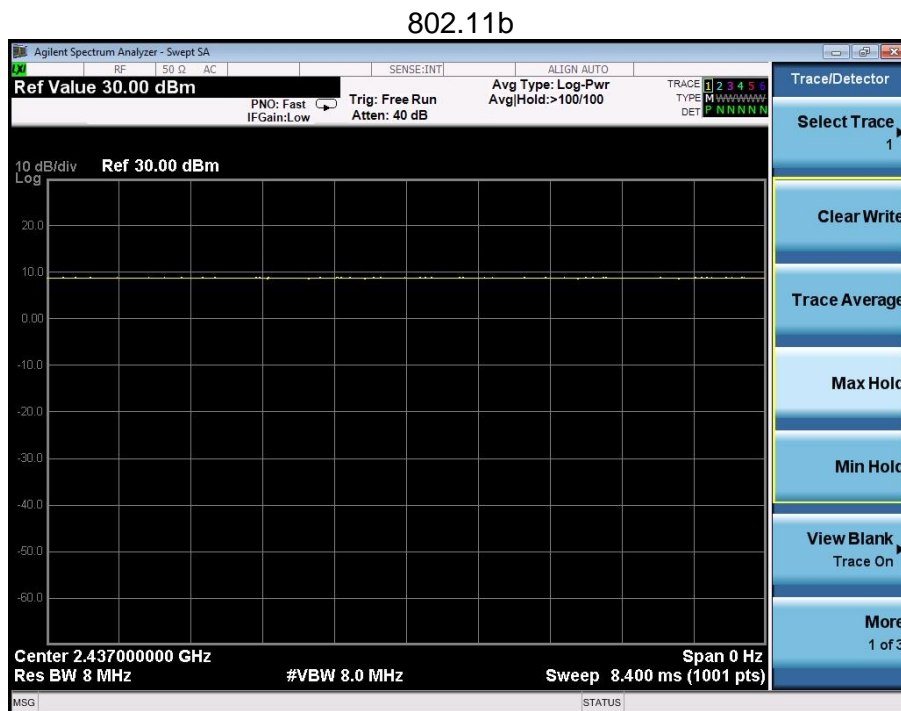 802.11b
Agilent Spectrum Analyzer - Swept SA
LXI RF 50 Ω AC SENSE:INT ALIGN AUTO
Ref Value 30.00 dBm
PNO: Fast
IFGain:Low
Trig: Free Run
Atten: 40 dB
Avg Type: Log-Pwr
Avg|Hold:>100/100
TRACE 1 2 3 4 5 6
TYPE M WWWWW
DET P N N N N N
Trace/Detector
Select Trace
1
Clear Write
Trace Average
Max Hold
Min Hold
View Blank
Trace On
More
1 of 3
10 dB/div Ref 30.00 dBm
Log
20.0
10.0
0.00
-10.0
-20.0
-30.0
-40.0
-50.0
-60.0
Center 2.437000000 GHz Span 0 Hz
Res BW 8 MHz #VBW 8.0 MHz Sweep 8.400 ms (1001 pts)
MSG STATUS